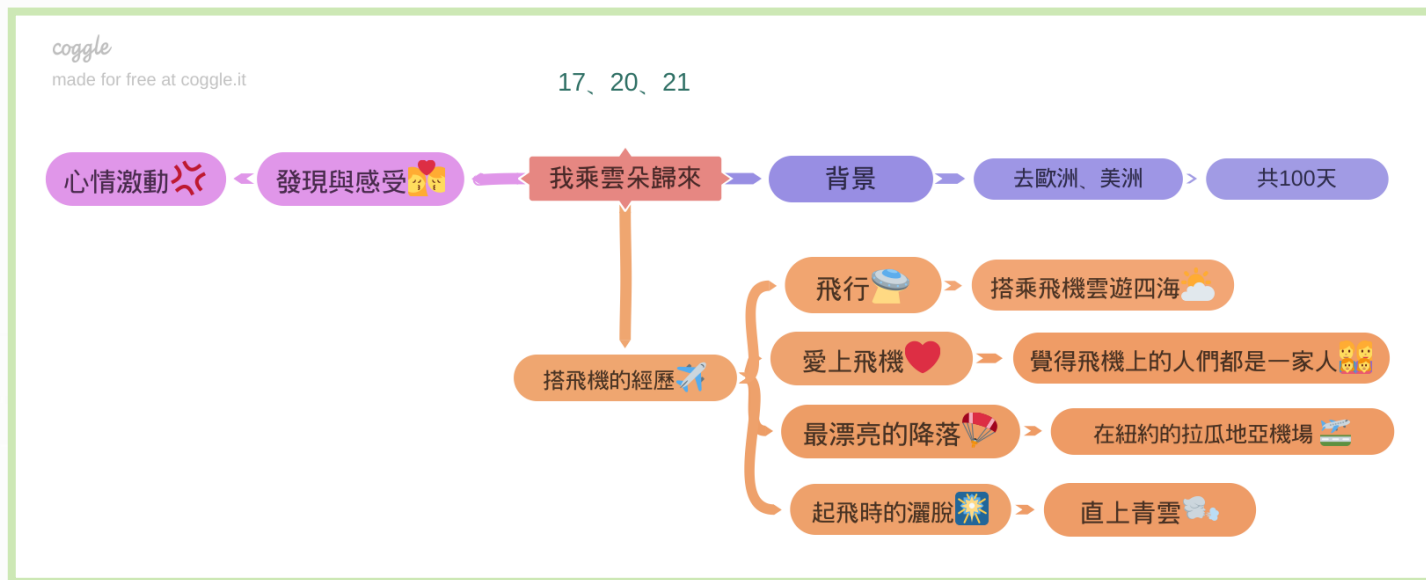 coggle
made for free at coggle.it
17、20、21
心情激動
發現與感受
我乘雲朵歸來
背景
去歐洲、美洲
共100天
飛行
搭乘飛機雲遊四海
愛上飛機
覺得飛機上的人們都是一家人
搭飛機的經歷
最漂亮的降落
在紐約的拉瓜地亞機場
起飛時的灑脫
直上青雲